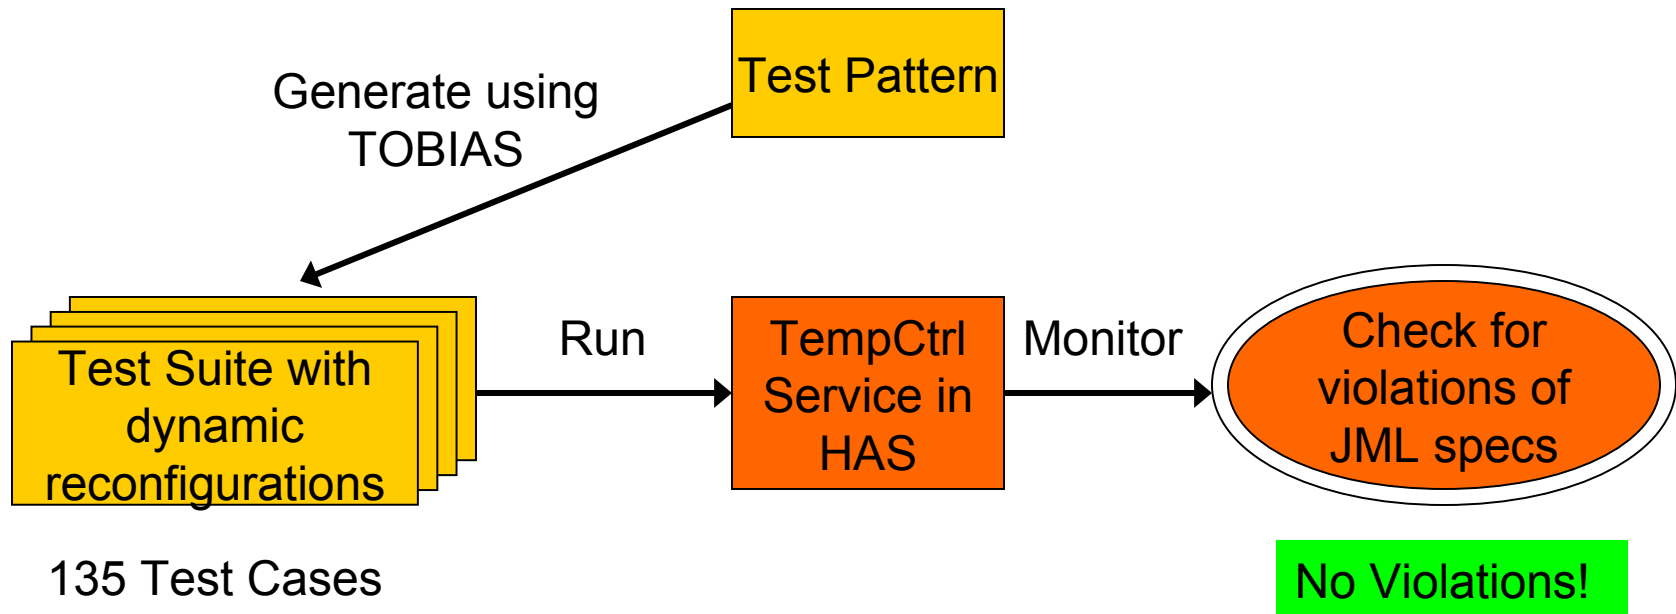 Test Pattern
Generate using
TOBIAS
Test Suite with
dynamic
reconfigurations
Run
TempCtrl
Service in
HAS
Monitor
Check for
violations of
JML specs
135 Test Cases
No Violations!